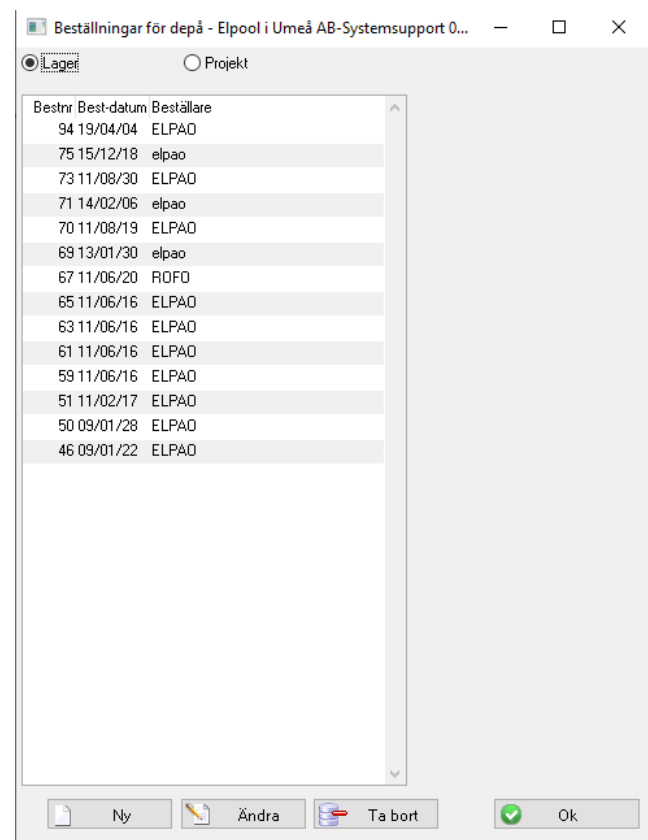 Beställningar för depå - Elpool i Umeå AB-Systemsupport 0...
Lager Projekt
Bestnr Best-datum Beställare
94 19/04/04 ELPAO
75 15/12/18 elpao
73 11/08/30 ELPAO
71 14/02/06 elpao
70 11/08/19 ELPAO
69 13/01/30 elpao
67 11/06/20 ROFO
65 11/06/16 ELPAO
63 11/06/16 ELPAO
61 11/06/16 ELPAO
59 11/06/16 ELPAO
51 11/02/17 ELPAO
50 09/01/28 ELPAO
46 09/01/22 ELPAO
Ny Ändra Ta bort Ok